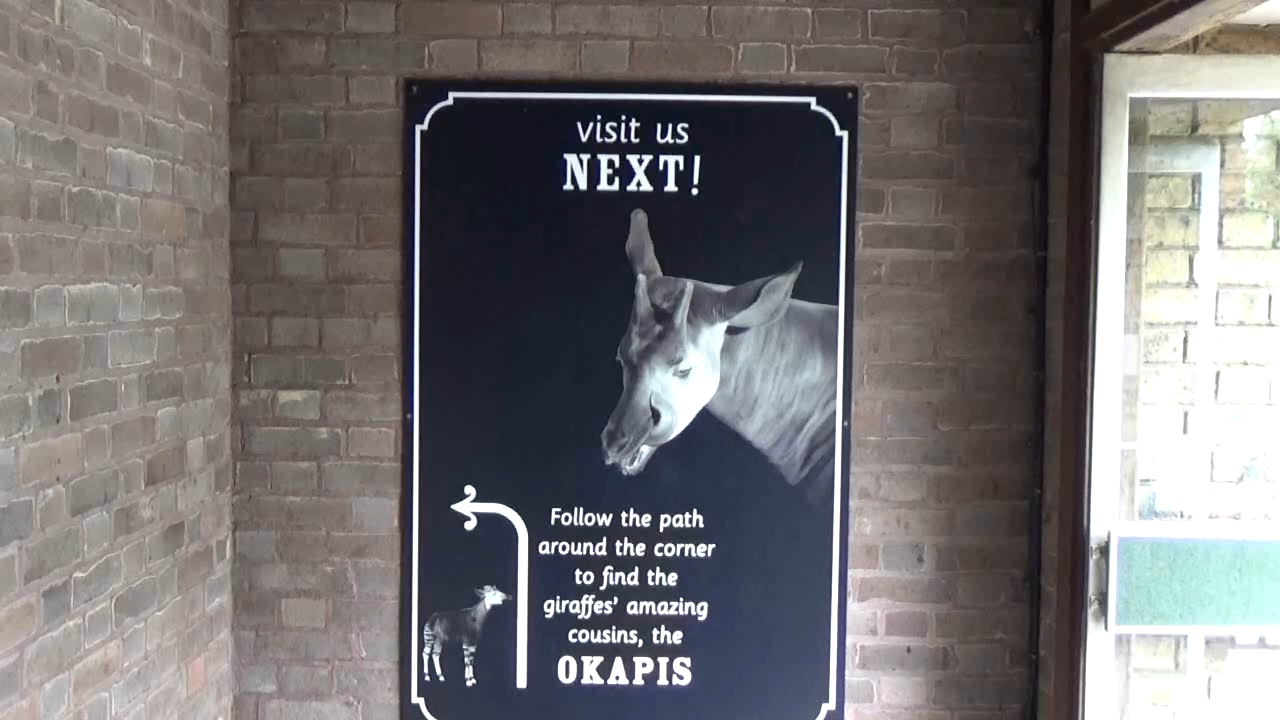 visit us
NEXT!
Follow the path
around the corner
to find the
giraffes' amazing
cousins, the
OKAPIS